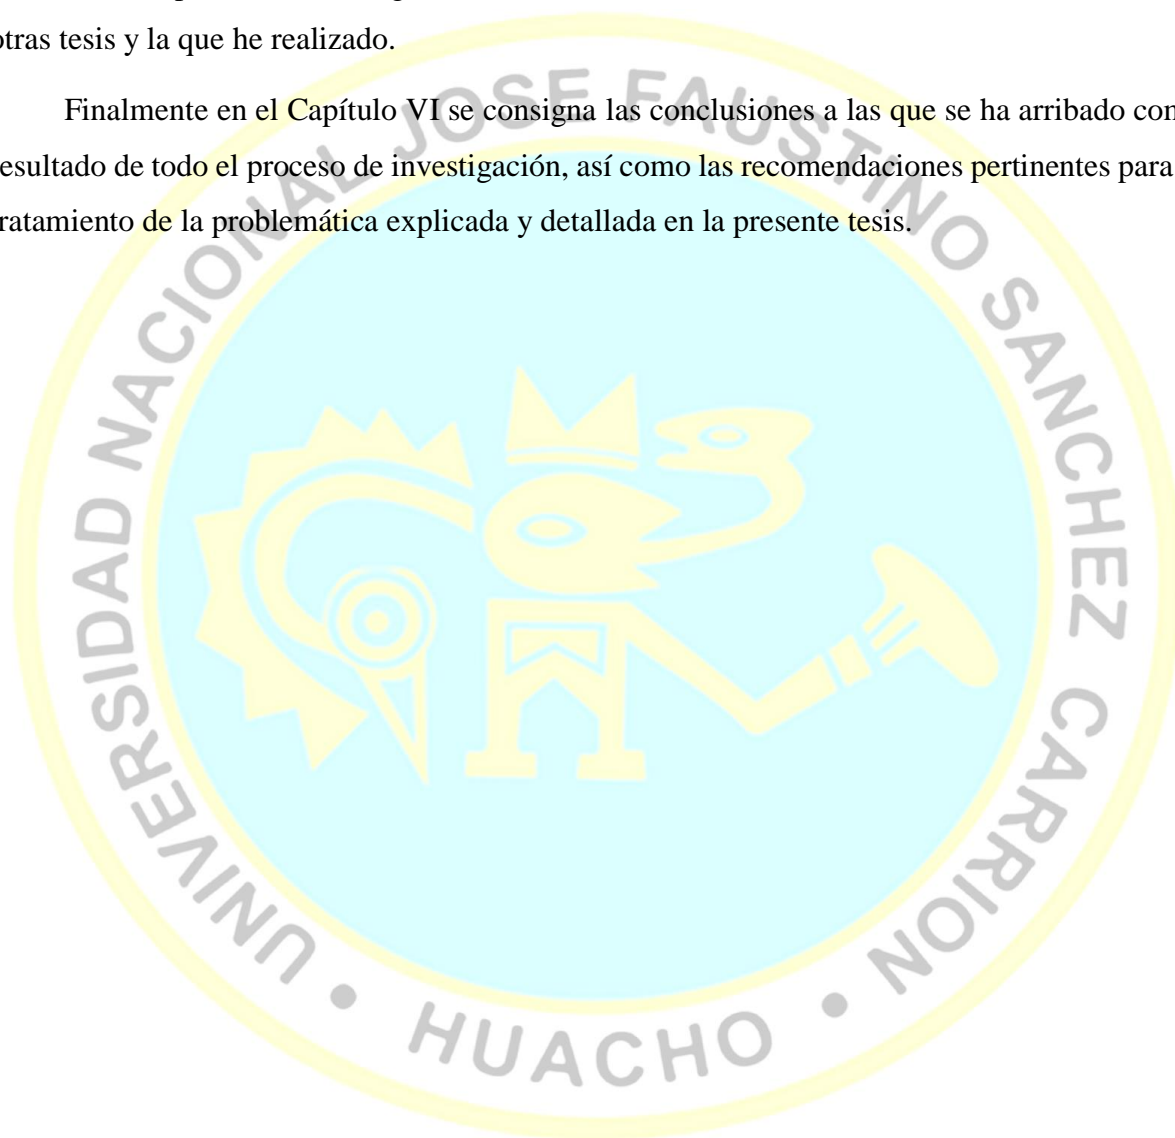 otras tesis y la que he realizado.
Finalmente en el Capítulo VI se consigna las conclusiones a las que se ha arribado com
resultado de todo el proceso de investigación, así como las recomendaciones pertinentes para
tratamiento de la problemática explicada y detallada en la presente tesis.
UNIVERSIDAD NACIONAL JOSE FAUSTINO SANCHEZ CARRION • HUACHO •